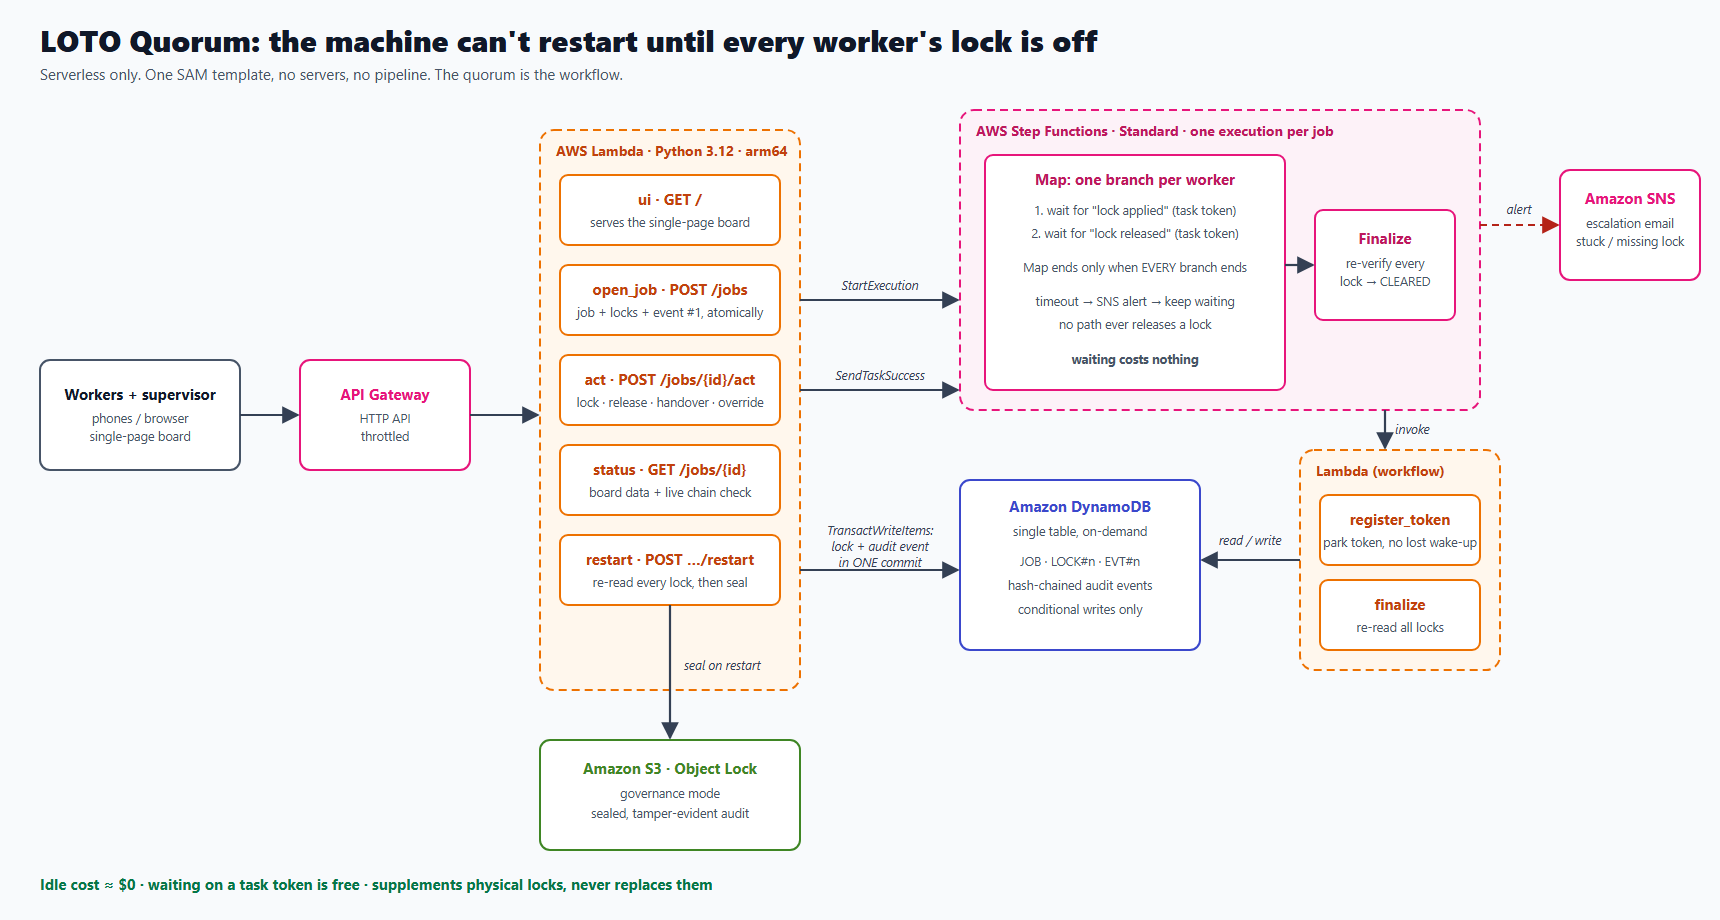 LOTO Quorum: the machine can't restart until every worker's lock is off
Serverless only. One SAM template, no servers, no pipeline. The quorum is the workflow.
Workers + supervisor
phones / browser
single-page board
API Gateway
HTTP API
throttled
AWS Lambda · Python 3.12 · arm64
ui · GET /
serves the single-page board
open_job · POST /jobs
job + locks + event #1, atomically
act · POST /jobs/{id}/act
lock · release · handover · override
status · GET /jobs/{id}
board data + live chain check
restart · POST .../restart
re-read every lock, then seal
seal on restart
Amazon S3 · Object Lock
governance mode
sealed, tamper-evident audit
StartExecution
SendTaskSuccess
TransactWriteItems:
lock + audit event
in ONE commit
AWS Step Functions · Standard · one execution per job
Map: one branch per worker
1. wait for "lock applied" (task token)
2. wait for "lock released" (task token)
Map ends only when EVERY branch ends
timeout → SNS alert → keep waiting
no path ever releases a lock
waiting costs nothing
Finalize
re-verify every
lock → CLEARED
alert
Amazon SNS
escalation email
stuck / missing lock
invoke
Lambda (workflow)
register_token
park token, no lost wake-up
finalize
re-read all locks
read / write
Amazon DynamoDB
single table, on-demand
JOB · LOCK#n · EVT#n
hash-chained audit events
conditional writes only
Idle cost ≈ $0 · waiting on a task token is free · supplements physical locks, never replaces them